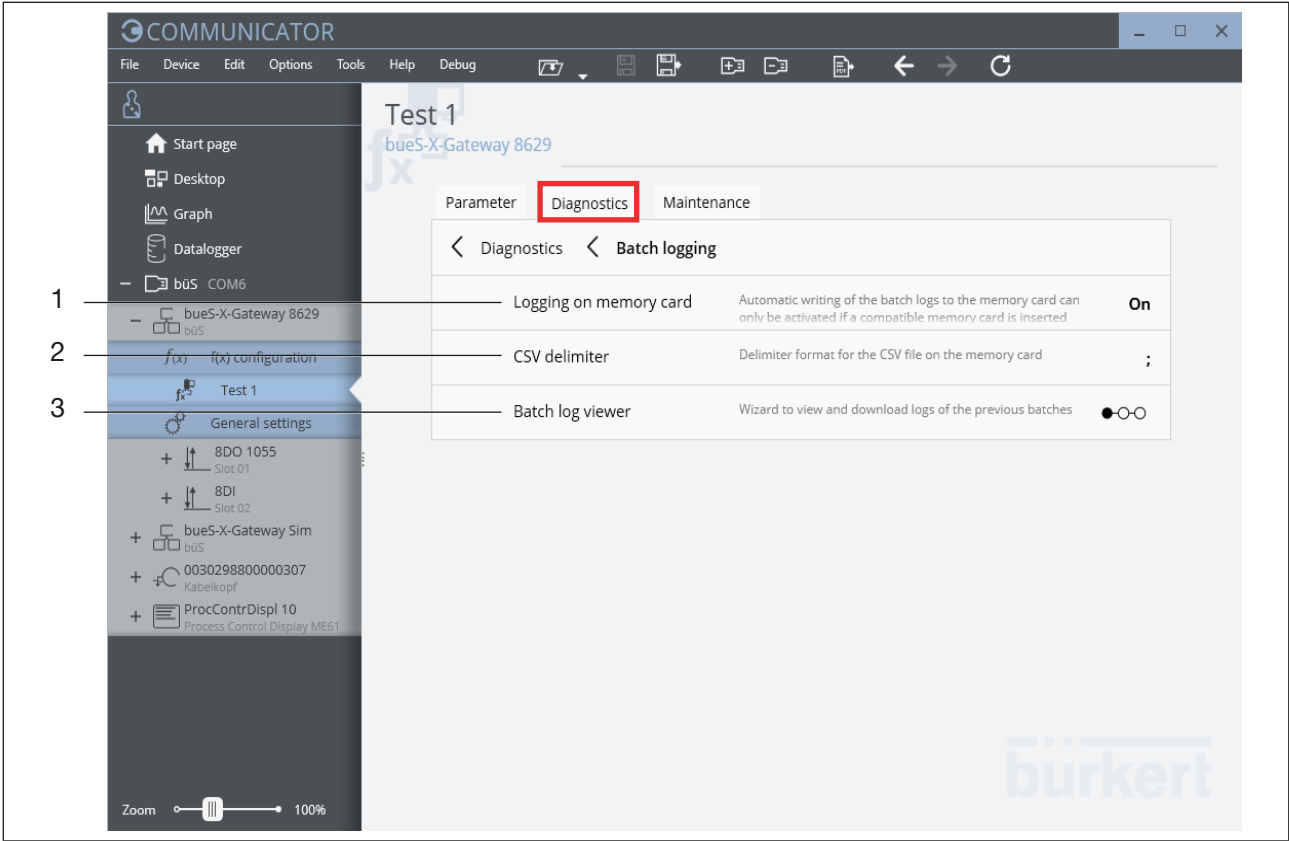 COMMUNICATOR
File Device Edit Options Tools Help Debug
PDF
Start page
Desktop
Graph
Datalogger
büS COM6
bueS-X-Gateway 8629
büS
f(x) f(x) configuration
fx Test 1
General settings
8DO 1055
Slot 01
8DI
Slot 02
bueS-X-Gateway Sim
büS
0030298800000307
Kabelkopf
ProcContrDispl 10
Process Control Display ME61
Zoom 100%
Test 1
bueS-X-Gateway 8629
fx
Parameter Diagnostics Maintenance
Diagnostics Batch logging
1 Logging on memory card Automatic writing of the batch logs to the memory card can
only be activated if a compatible memory card is inserted On
2 CSV delimiter Delimiter format for the CSV file on the memory card ;
3 Batch log viewer Wizard to view and download logs of the previous batches
bürkert